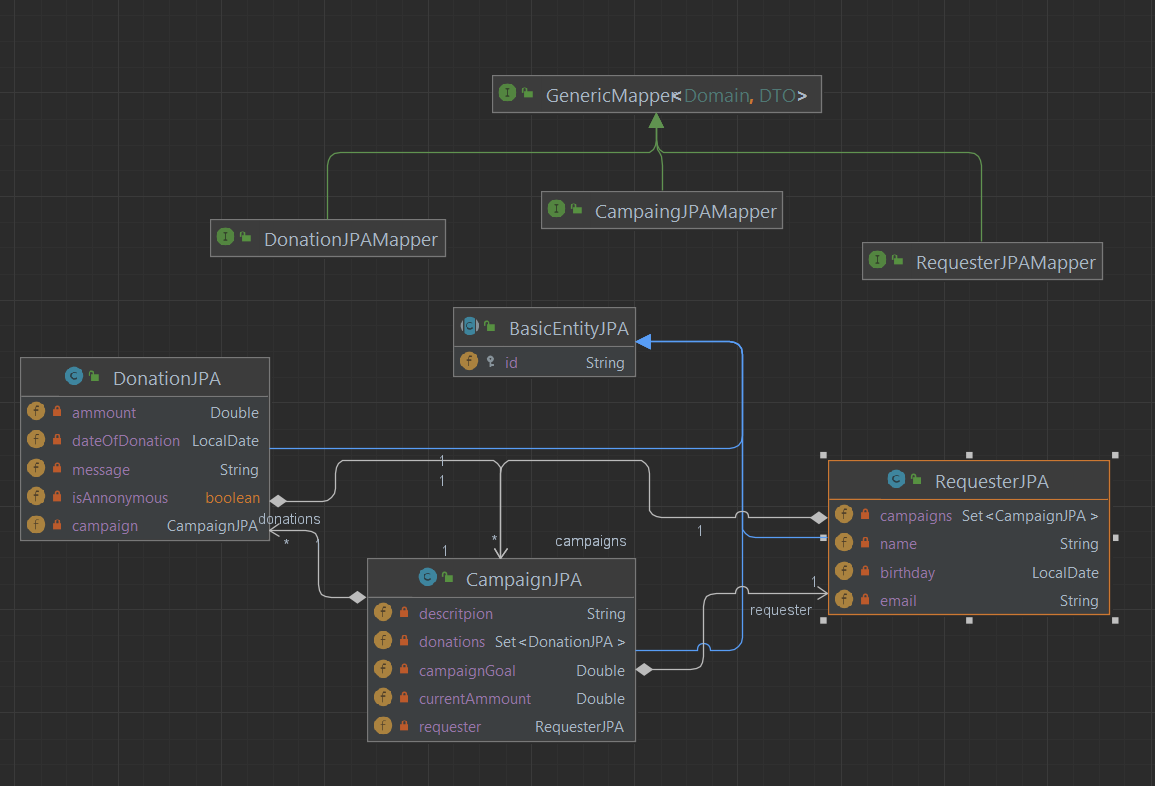 GenericMapper<Domain, DTO>
CampaingJPAMapper
DonationJPAMapper
RequesterJPAMapper
BasicEntityJPA
id String
DonationJPA
ammount Double
dateOfDonation LocalDate
message String
isAnnonymous boolean
campaign CampaignJPA
1
1
donations
*
*
1
campaigns
1
RequesterJPA
campaigns Set<CampaignJPA >
name String
birthday LocalDate
email String
1
requester
CampaignJPA
descritpion String
donations Set<DonationJPA >
campaignGoal Double
currentAmmount Double
requester RequesterJPA